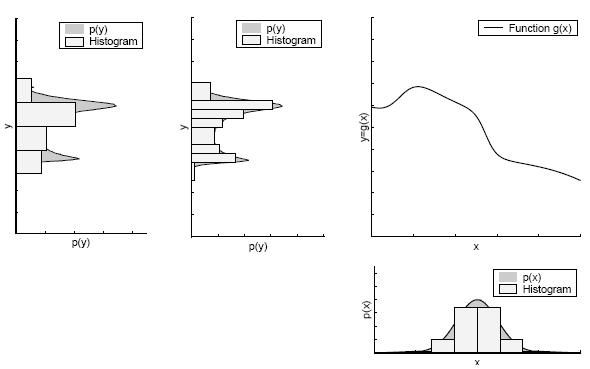 p(y)
Histogram
y
p(y)
p(y)
Histogram
y
p(y)
Function g(x)
y=g(x)
x
p(x)
Histogram
p(x)
x